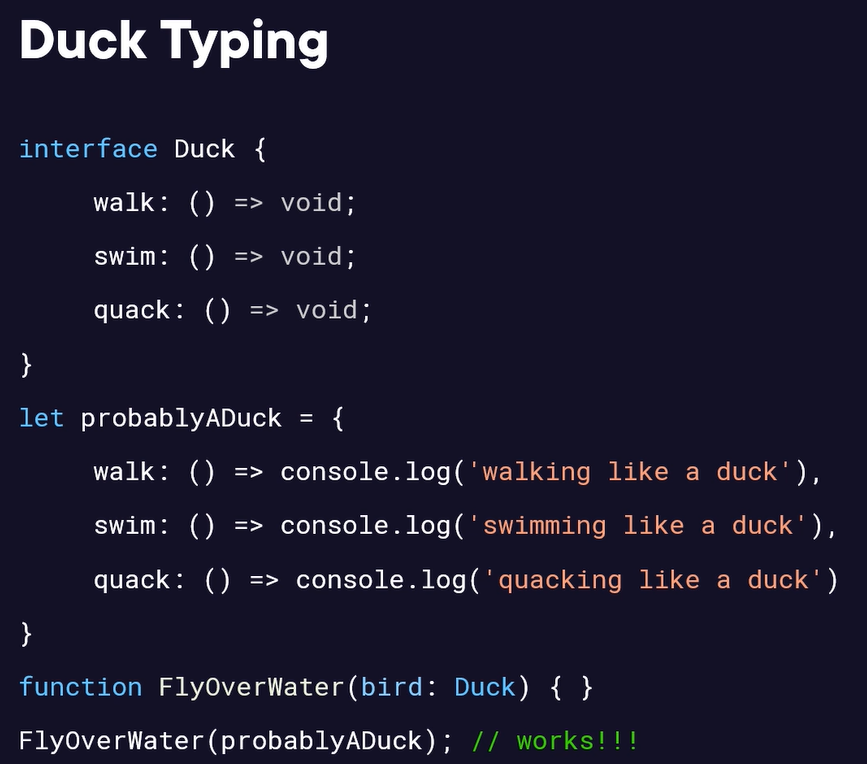 Duck Typing
interface Duck {
walk: () => void;
swim: () => void;
quack: () => void;
}
let probablyADuck = {
walk: () => console.log('walking like a duck'),
swim: () => console.log('swimming like a duck'),
quack: () => console.log('quacking like a duck')
}
function FlyOverWater(bird: Duck) { }
FlyOverWater(probablyADuck); // works!!!